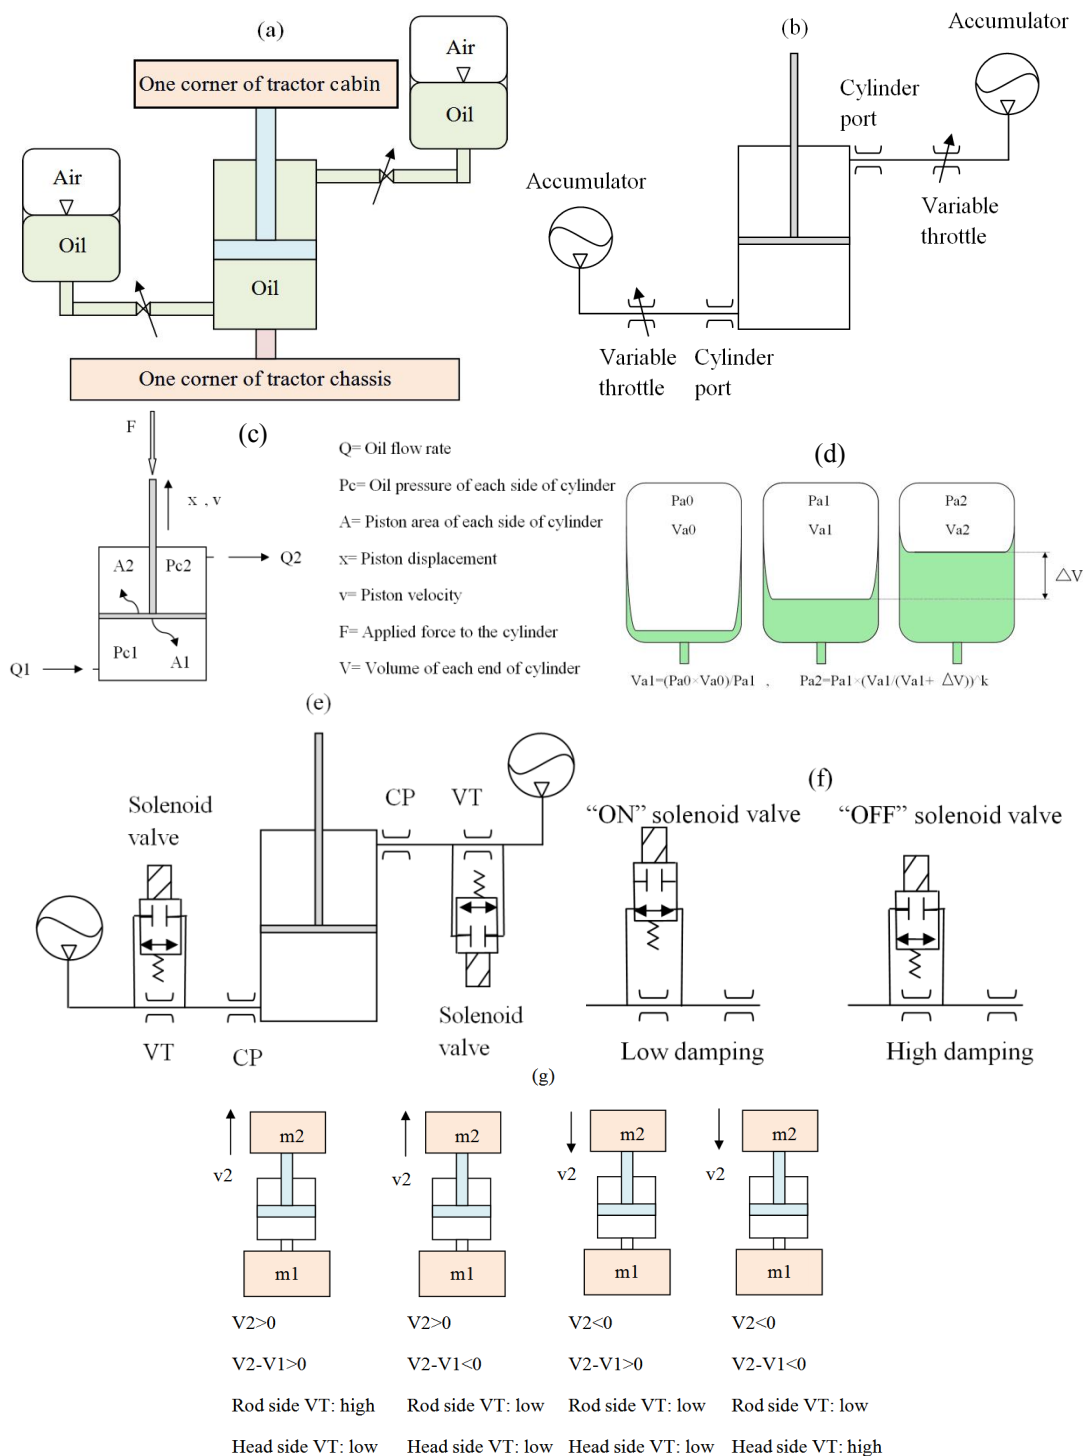 (a)
Air
Oil
One corner of tractor cabin
Air
Oil
Oil
One corner of tractor chassis
(b)
Accumulator
Cylinder
port
Variable
throttle
Accumulator
Variable
throttle
Cylinder
port
(c)
F
x , v
A2
Pc2
Q2
Pc1
A1
Q1
Q= Oil flow rate
Pc= Oil pressure of each side of cylinder
A= Piston area of each side of cylinder
x= Piston displacement
v= Piston velocity
F= Applied force to the cylinder
V= Volume of each end of cylinder
(d)
Pa0
Va0
Pa1
Va1
Pa2
Va2
△V
Va1=(Pa0×Va0)/Pa1 ,
Pa2=Pa1×(Va1/(Va1+ △V))^k
(e)
Solenoid
valve
CP
VT
VT
CP
Solenoid
valve
(f)
“ON” solenoid valve
“OFF” solenoid valve
Low damping
High damping
(g)
m2
v2
m1
V2>0
V2-V1>0
Rod side VT: high
Head side VT: low
m2
v2
m1
V2>0
V2-V1<0
Rod side VT: low
Head side VT: low
m2
v2
m1
V2<0
V2-V1>0
Rod side VT: low
Head side VT: low
m2
v2
m1
V2<0
V2-V1<0
Rod side VT: low
Head side VT: high